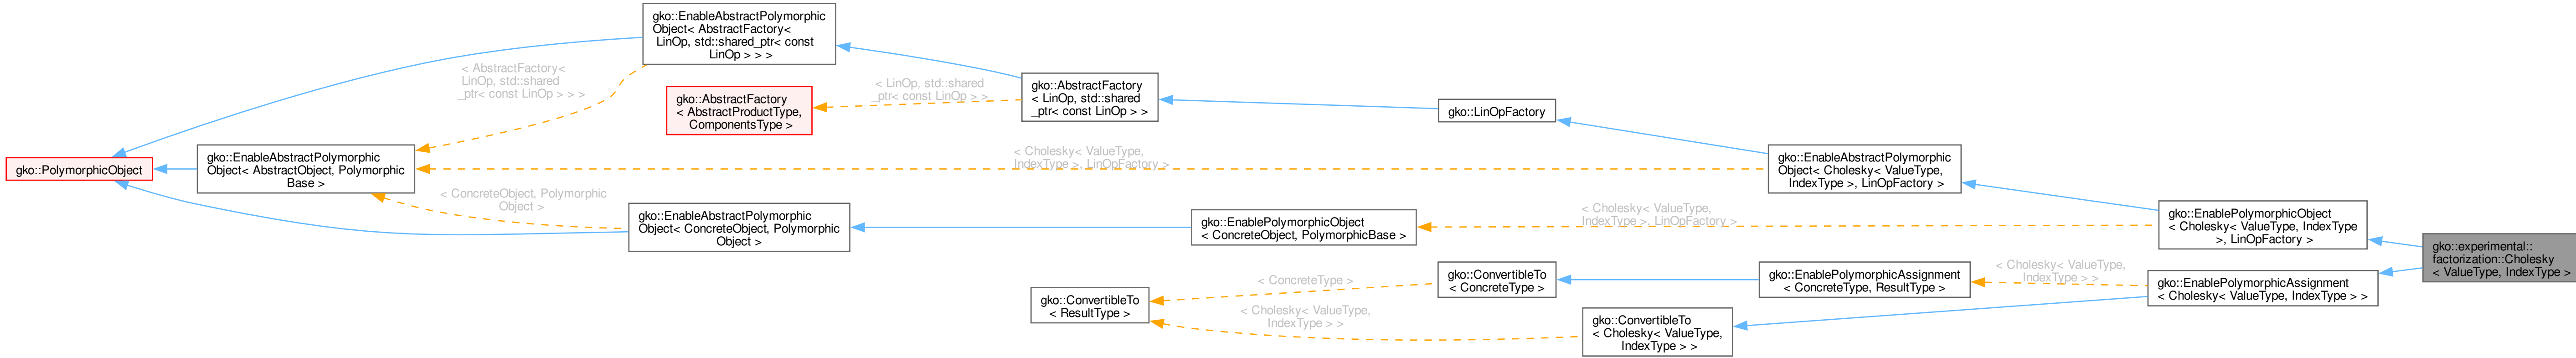 gko::PolymorphicObject
gko::EnableAbstractPolymorphic
Object< AbstractObject, Polymorphic
Base >
gko::EnableAbstractPolymorphic
Object< AbstractFactory<
LinOp, std::shared_ptr< const
LinOp > > >
< AbstractFactory<
LinOp, std::shared
_ptr< const LinOp > > >
gko::AbstractFactory
< AbstractProductType,
ComponentsType >
< LinOp, std::shared
_ptr< const LinOp > >
gko::AbstractFactory
< LinOp, std::shared
_ptr< const LinOp > >
gko::LinOpFactory
< Cholesky< ValueType,
IndexType >, LinOpFactory >
gko::EnableAbstractPolymorphic
Object< Cholesky< ValueType,
IndexType >, LinOpFactory >
< ConcreteObject, Polymorphic
Object >
gko::EnableAbstractPolymorphic
Object< ConcreteObject, Polymorphic
Object >
gko::EnablePolymorphicObject
< ConcreteObject, PolymorphicBase >
< Cholesky< ValueType,
IndexType >, LinOpFactory >
gko::EnablePolymorphicObject
< Cholesky< ValueType, IndexType
>, LinOpFactory >
gko::experimental::
factorization::Cholesky
< ValueType, IndexType >
gko::ConvertibleTo
< ResultType >
< ConcreteType >
gko::ConvertibleTo
< ConcreteType >
gko::EnablePolymorphicAssignment
< ConcreteType, ResultType >
< Cholesky< ValueType,
IndexType > >
gko::EnablePolymorphicAssignment
< Cholesky< ValueType, IndexType > >
< Cholesky< ValueType,
IndexType > >
gko::ConvertibleTo
< Cholesky< ValueType,
IndexType > >